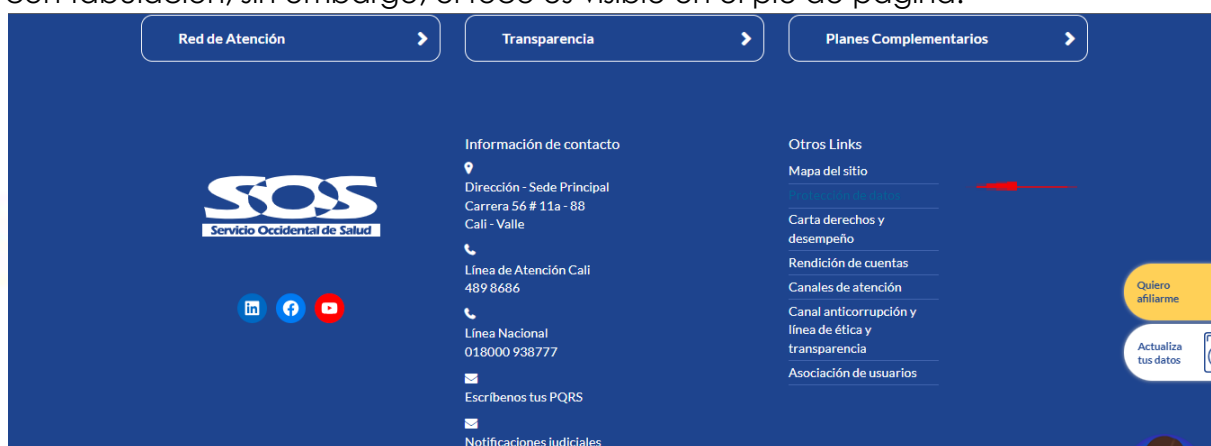 con tabulación, sin embargo, el foco es visible en el pie de página.
Red de Atención
Transparencia
Planes Complementarios
SOS
Servicio Occidental de Salud
Información de contacto
Dirección - Sede Principal
Carrera 56 # 11a - 88
Cali - Valle
Línea de Atención Cali
489 8686
Línea Nacional
018000 938777
Escríbenos tus PQRS
Notificaciones judiciales
Otros Links
Mapa del sitio
Protección de datos
Carta derechos y
desempeño
Rendición de cuentas
Canales de atención
Canal anticorrupción y
línea de ética y
transparencia
Asociación de usuarios
Quiero
afiliarme
Actualiza
tus datos